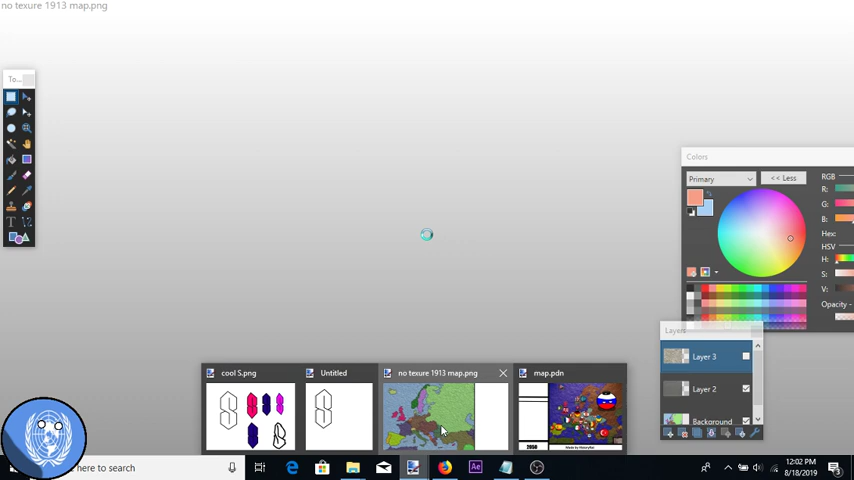 no texure 1913 map.png
To...
Colors
Primary
<< Less
RGB
R:
G:
B:
Hex:
HSV
H:
S:
V:
Opacity -
Layers
Layer 3
Layer 2
Background
cool S.png
Untitled
no texure 1913 map.png
map.pdn
2050
here to search
Ae
12:02 PM
8/18/2019